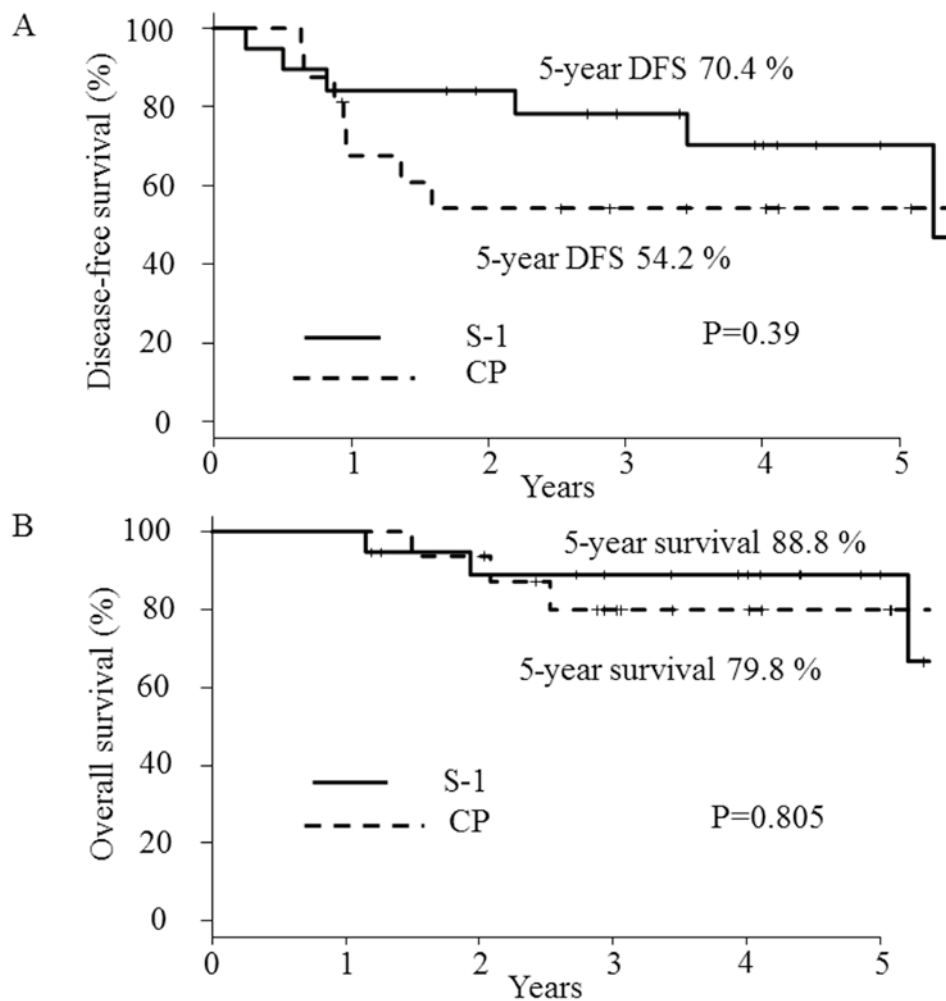 A
Disease-free survival (%)
100
80
60
40
20
0
5-year DFS 70.4 %
5-year DFS 54.2 %
S-1
CP
P=0.39
0 1 2 3 4 5
Years
B
Overall survival (%)
100
80
60
40
20
0
5-year survival 88.8 %
5-year survival 79.8 %
S-1
CP
P=0.805
0 1 2 3 4 5
Years